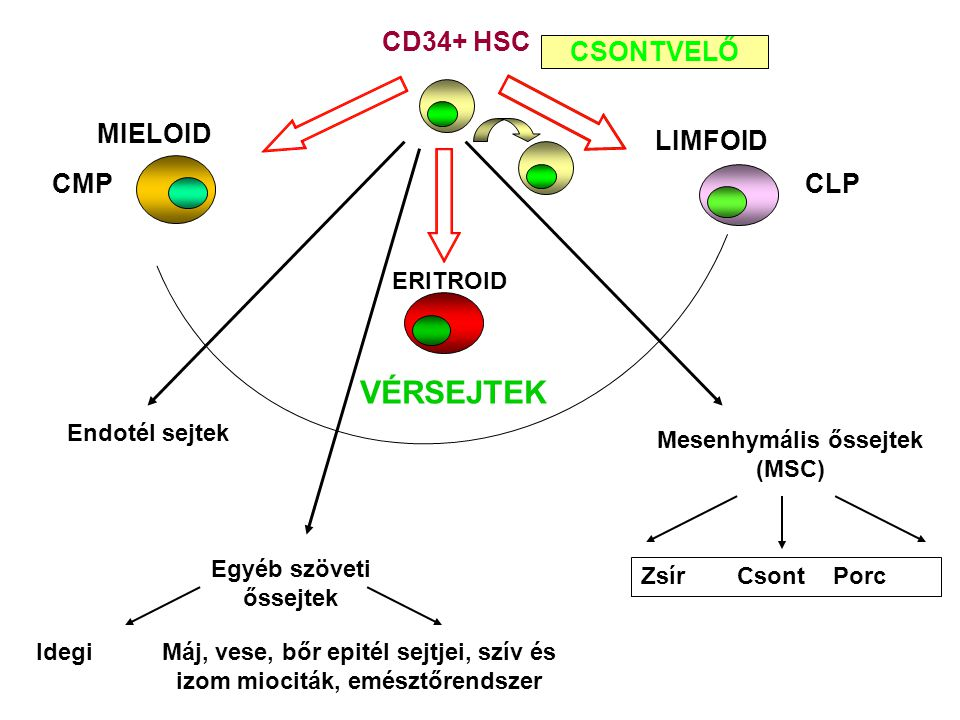 CD34+ HSC
CSONTVELŐ
MIELOID
LIMFOID
CMP
CLP
ERITROID
VÉRSEJTEK
Endotél sejtek
Mesenhymális őssejtek
(MSC)
Egyéb szöveti
őssejtek
Zsír Csont Porc
Idegi
Máj, vese, bőr epitél sejtjei, szív és
izom miociták, emésztőrendszer